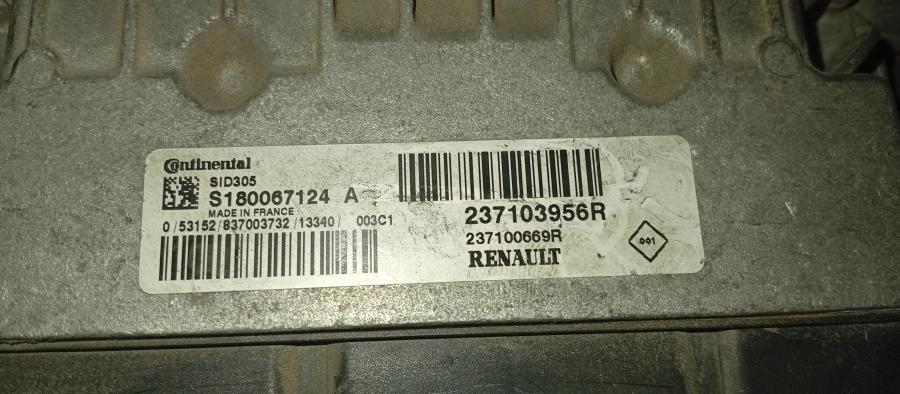 Continental
SID305
S180067124 A
MADE IN FRANCE
0/53152/837003732/13340/ 003C1
237103956R
237100669R
RENAULT
001